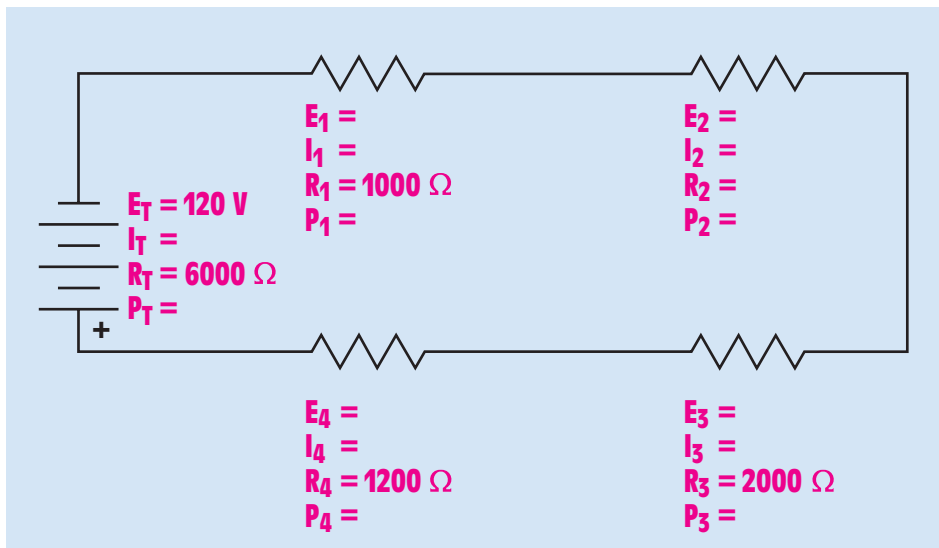 E1 =
I1 =
R1 = 1000 Ω
P1 =
E2 =
I2 =
R2 =
P2 =
ET = 120 V
IT =
RT = 6000 Ω
PT =
+
E4 =
I4 =
R4 = 1200 Ω
P4 =
E3 =
I3 =
R3 = 2000 Ω
P3 =